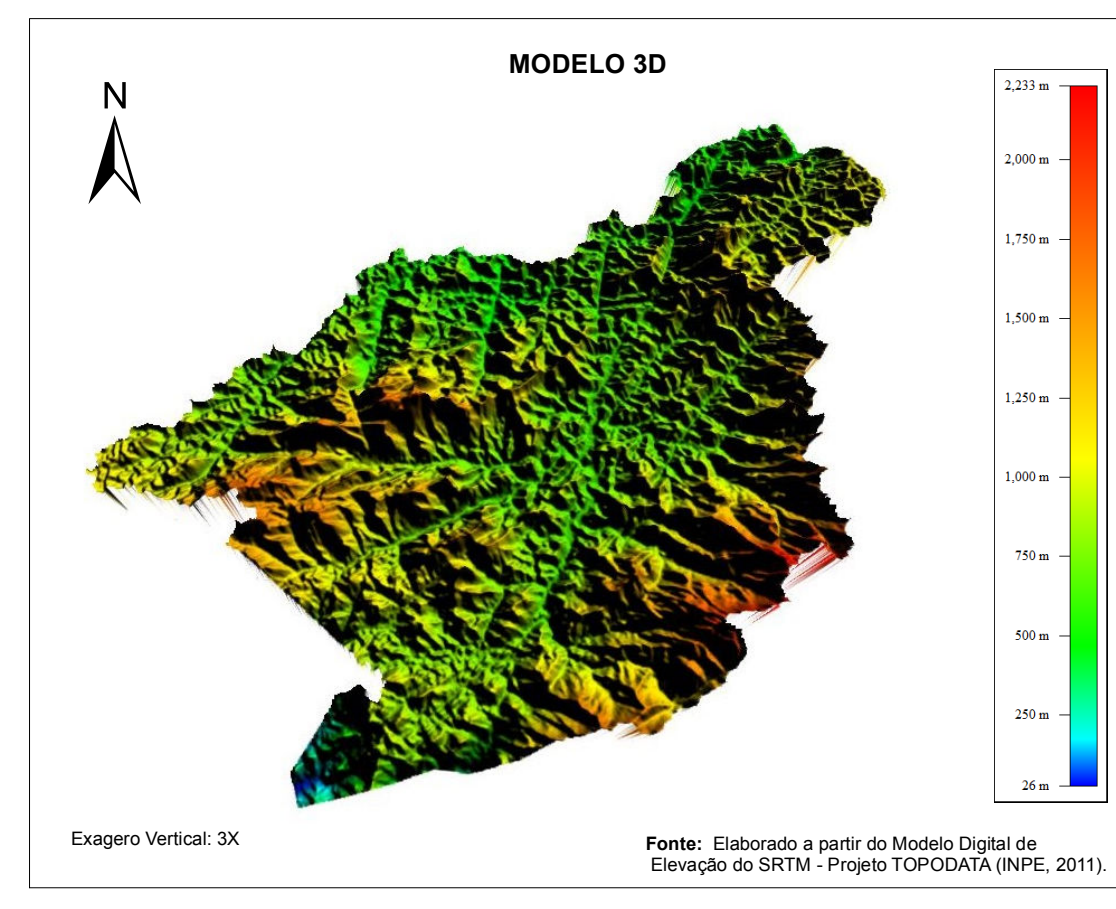 MODELO 3D
N
2,233 m
2,000 m
1,750 m
1,500 m
1,250 m
1,000 m
750 m
500 m
250 m
26 m
Exagero Vertical: 3X
Fonte: Elaborado a partir do Modelo Digital de
Elevação do SRTM - Projeto TOPODATA (INPE, 2011).